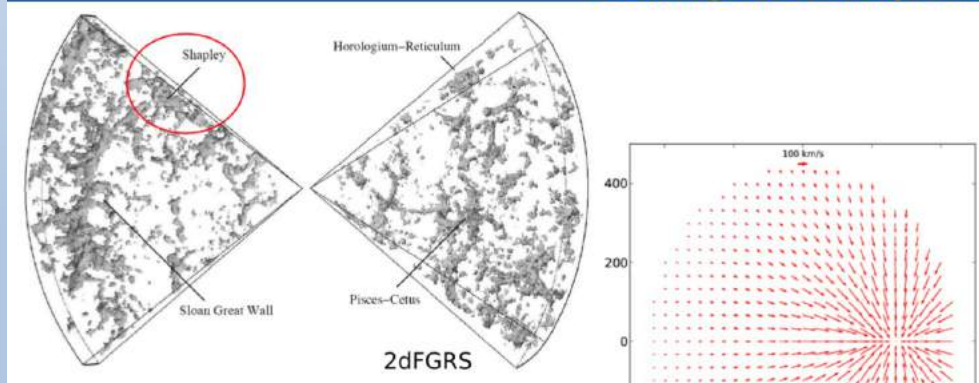 Shapley
Horologium-Reticulum
Sloan Great Wall
Pisces-Cetus
2dFGRS
100 km/s
400
200
0